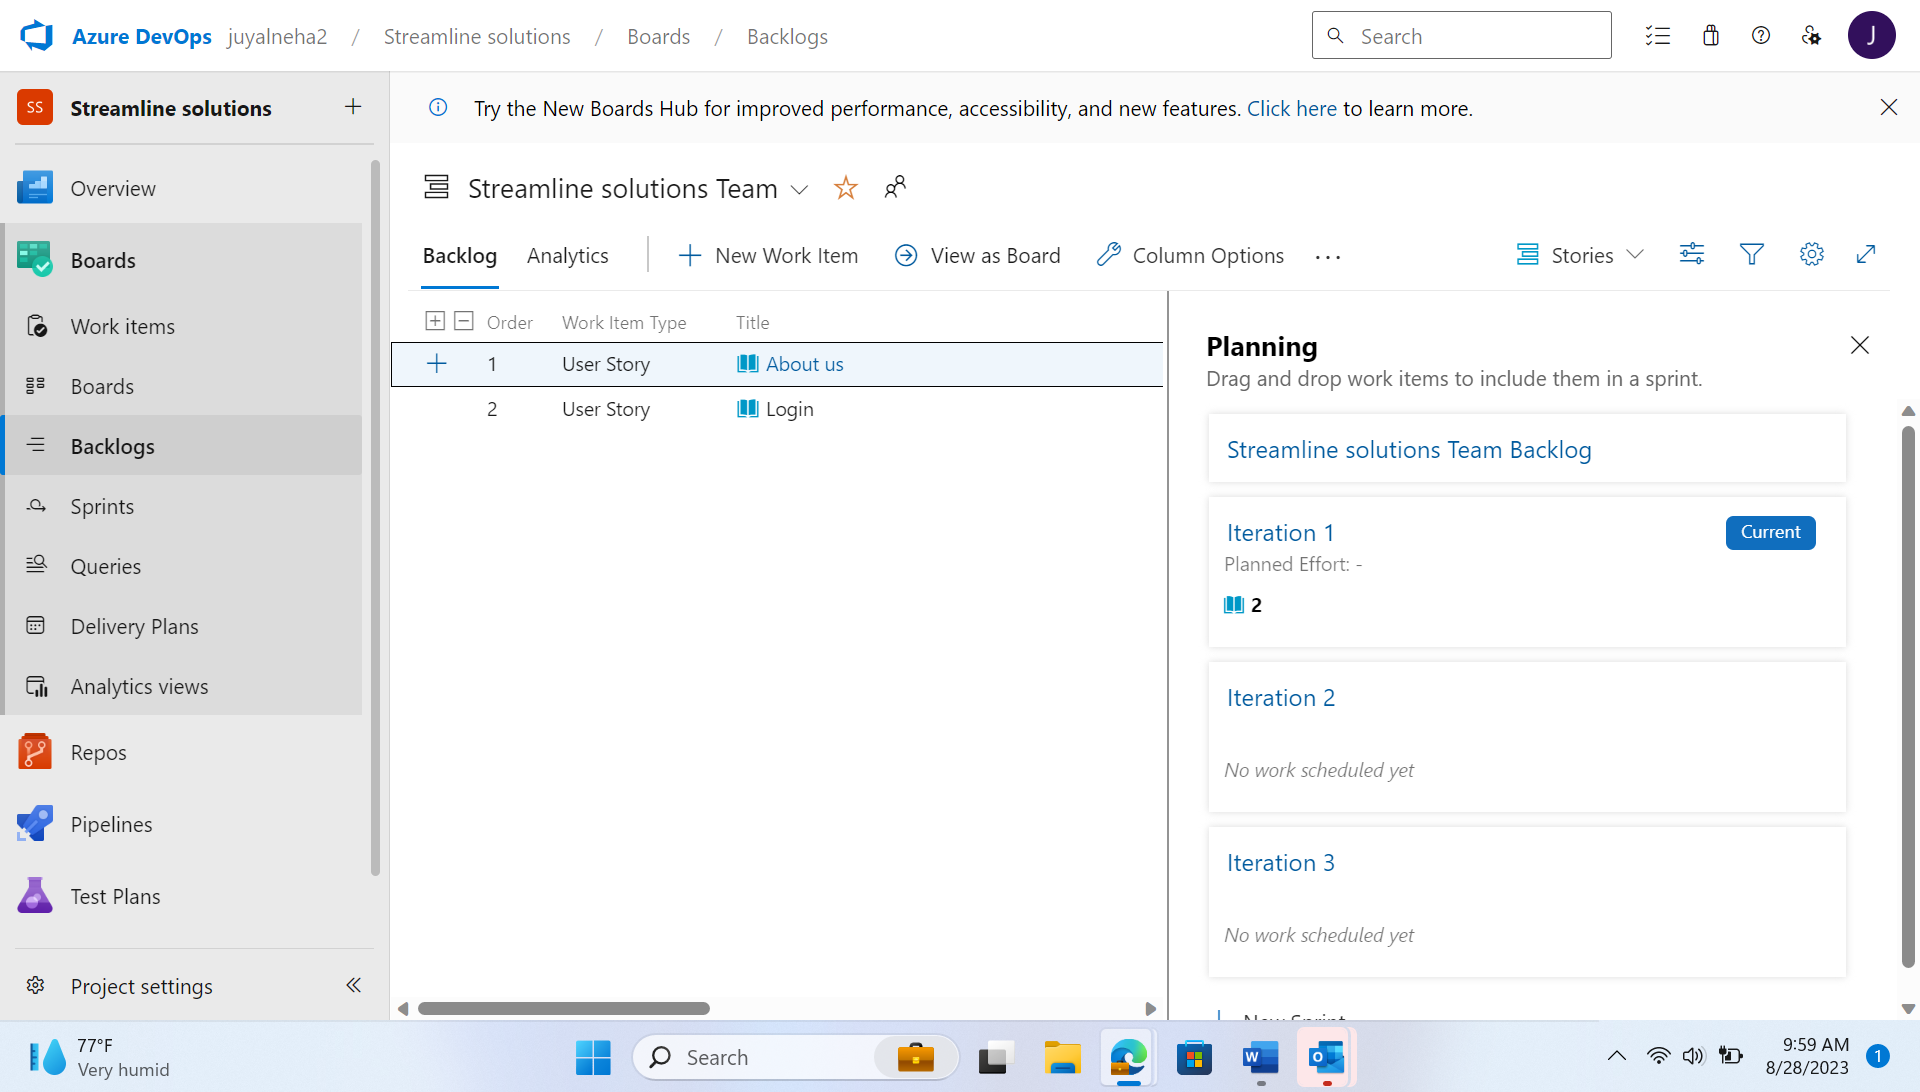 Azure DevOps juyalneha2 / Streamline solutions / Boards / Backlogs
Search
J
SS Streamline solutions
Try the New Boards Hub for improved performance, accessibility, and new features. Click here to learn more.
Overview
Boards
Work items
Boards
Backlogs
Sprints
Queries
Delivery Plans
Analytics views
Repos
Pipelines
Test Plans
Project settings
Streamline solutions Team
Backlog Analytics New Work Item View as Board Column Options ... Stories
Order Work Item Type Title
1 User Story About us
2 User Story Login
Planning
Drag and drop work items to include them in a sprint.
Streamline solutions Team Backlog
Iteration 1 Current
Planned Effort: -
2
Iteration 2
No work scheduled yet
Iteration 3
No work scheduled yet
New Sprint
77°F
Very humid
Search
W
O
9:59 AM
8/28/2023
1